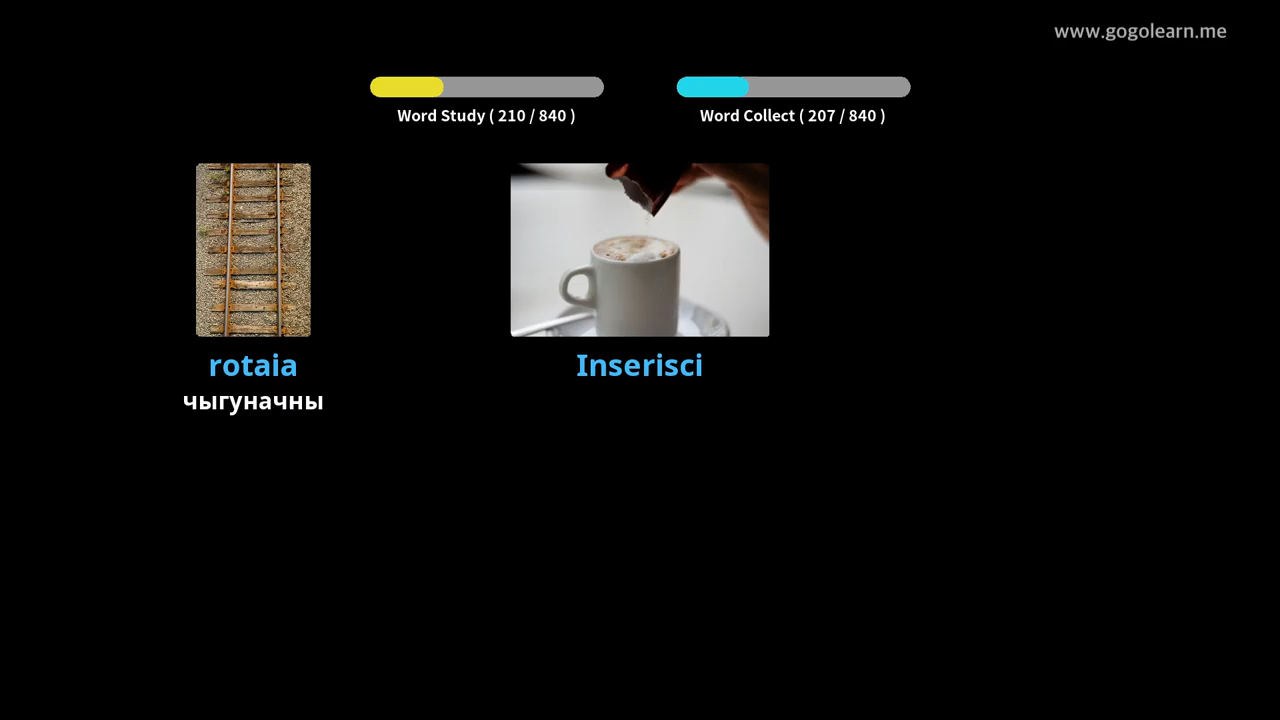 www.gogolearn.me
Word Study ( 210 / 840 )
Word Collect ( 207 / 840 )
rotaia
Inserisci
чыгуначны